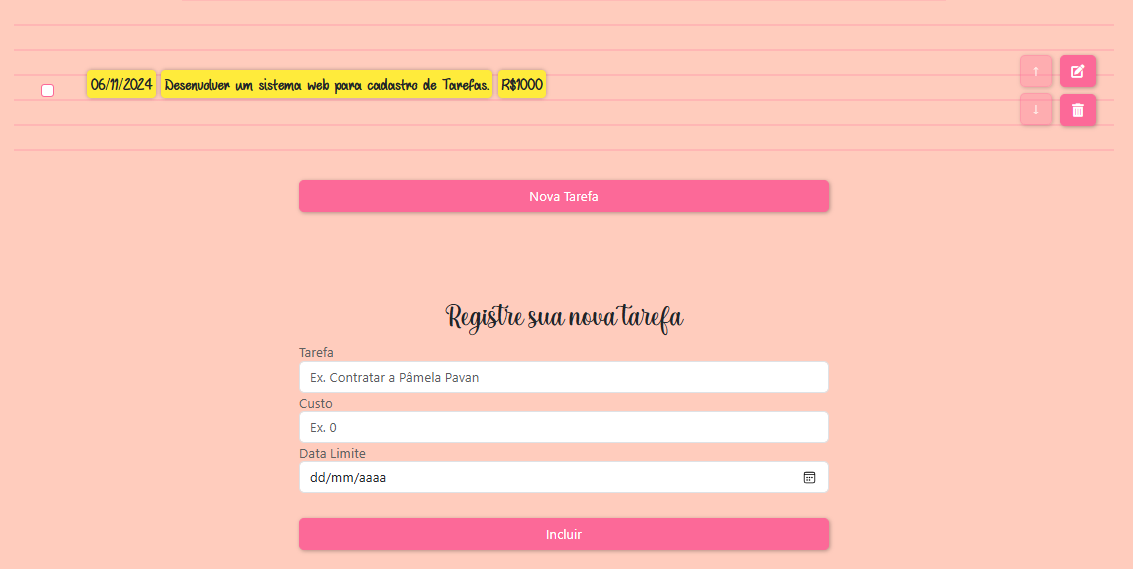 06/11/2024 Desenvolver um sistema web para cadastro de Tarefas. R$1000
↑
↓
Nova Tarefa
Registre sua nova tarefa
Tarefa
Ex. Contratar a Pâmela Pavan
Custo
Ex. 0
Data Limite
dd/mm/aaaa
Incluir